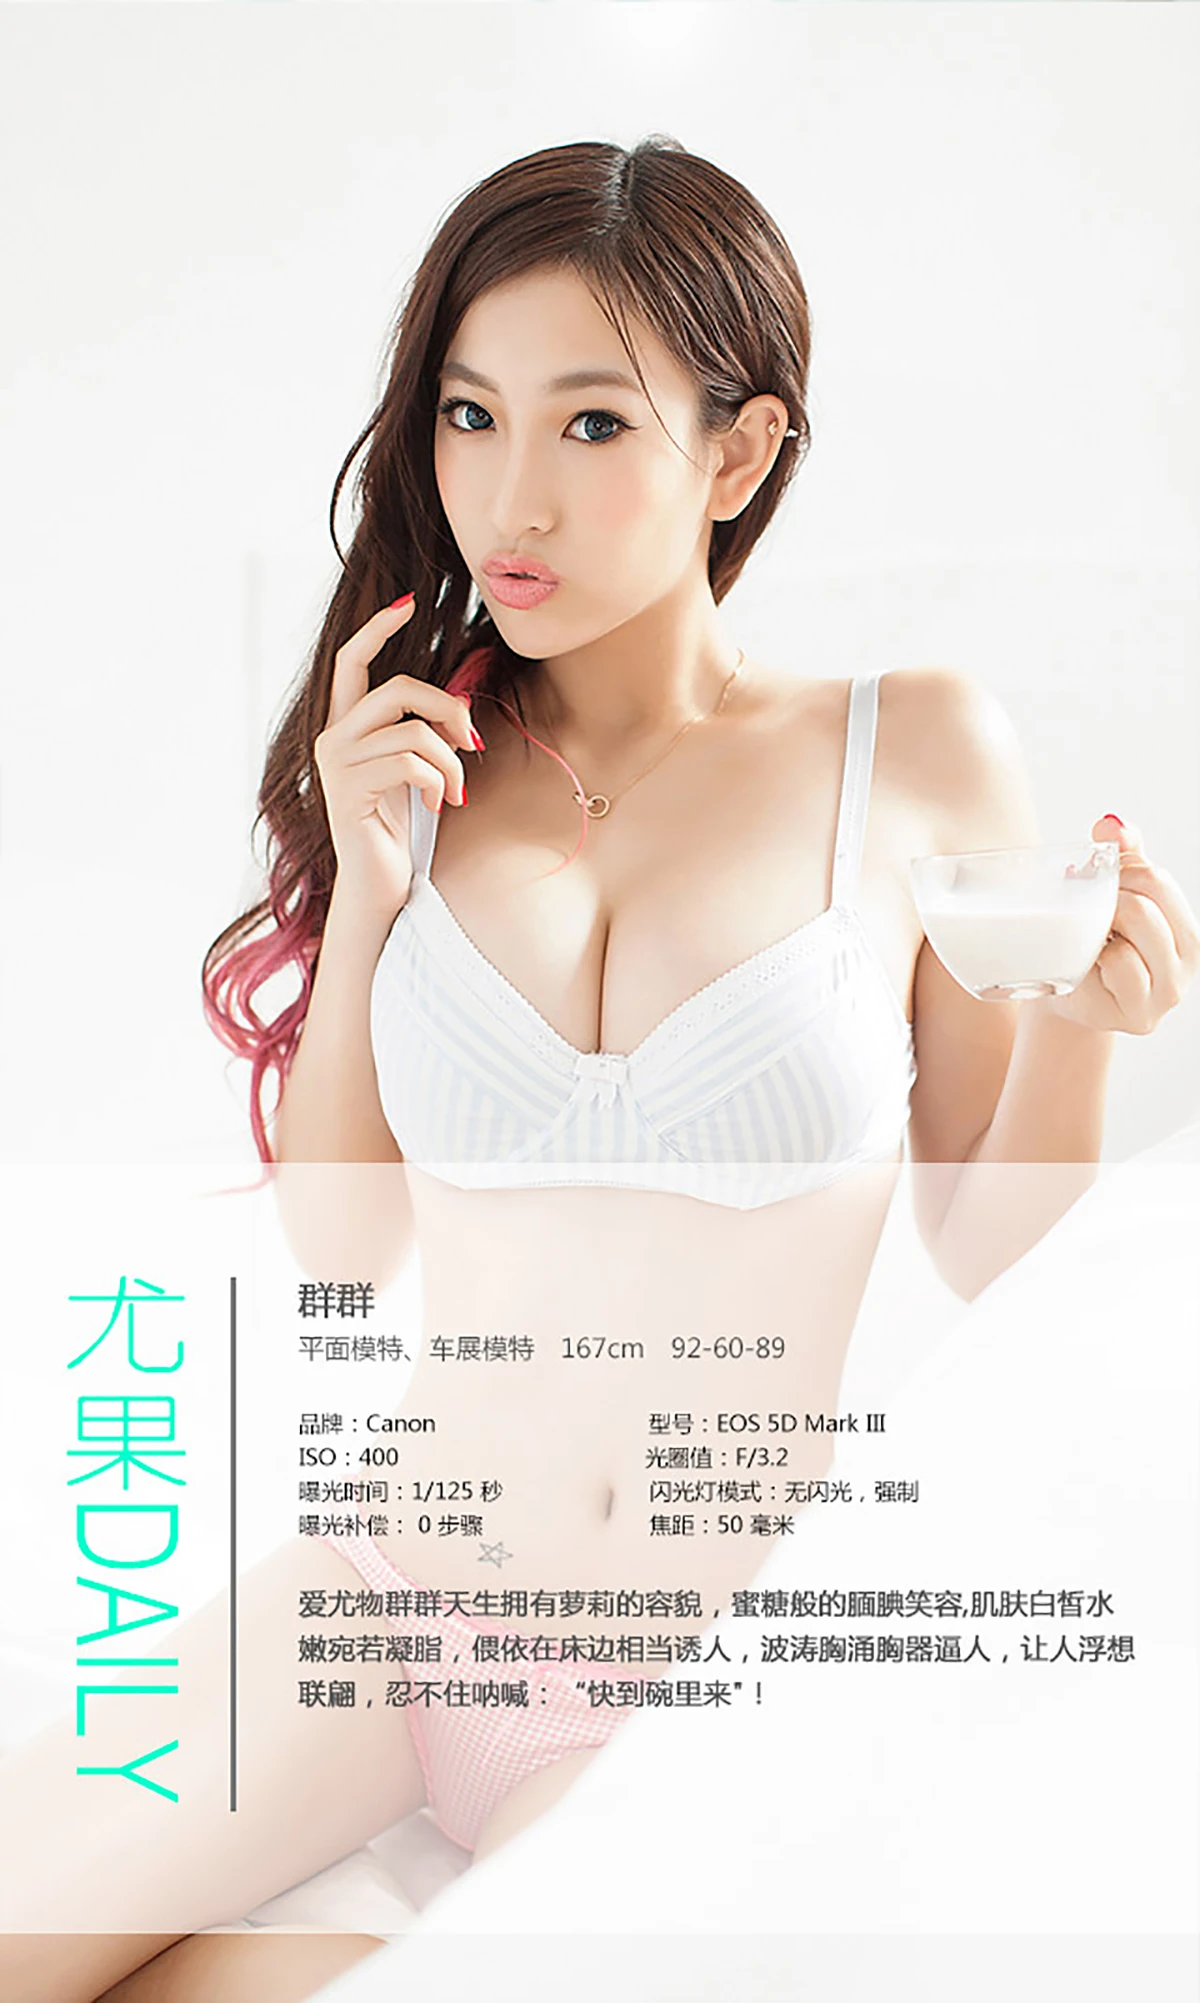 尤果DAILY
群群
平面模特、车展模特 167cm 92-60-89
品牌：Canon 型号：EOS 5D Mark III
ISO：400 光圈值：F/3.2
曝光时间：1/125 秒 闪光灯模式：无闪光，强制
曝光补偿： 0 步骤 焦距：50 毫米
爱尤物群群天生拥有萝莉的容貌，蜜糖般的腼腆笑容,肌肤白皙水
嫩宛若凝脂，偎依在床边相当诱人，波涛胸涌胸器逼人，让人浮想
联翩，忍不住呐喊： “快到碗里来"！